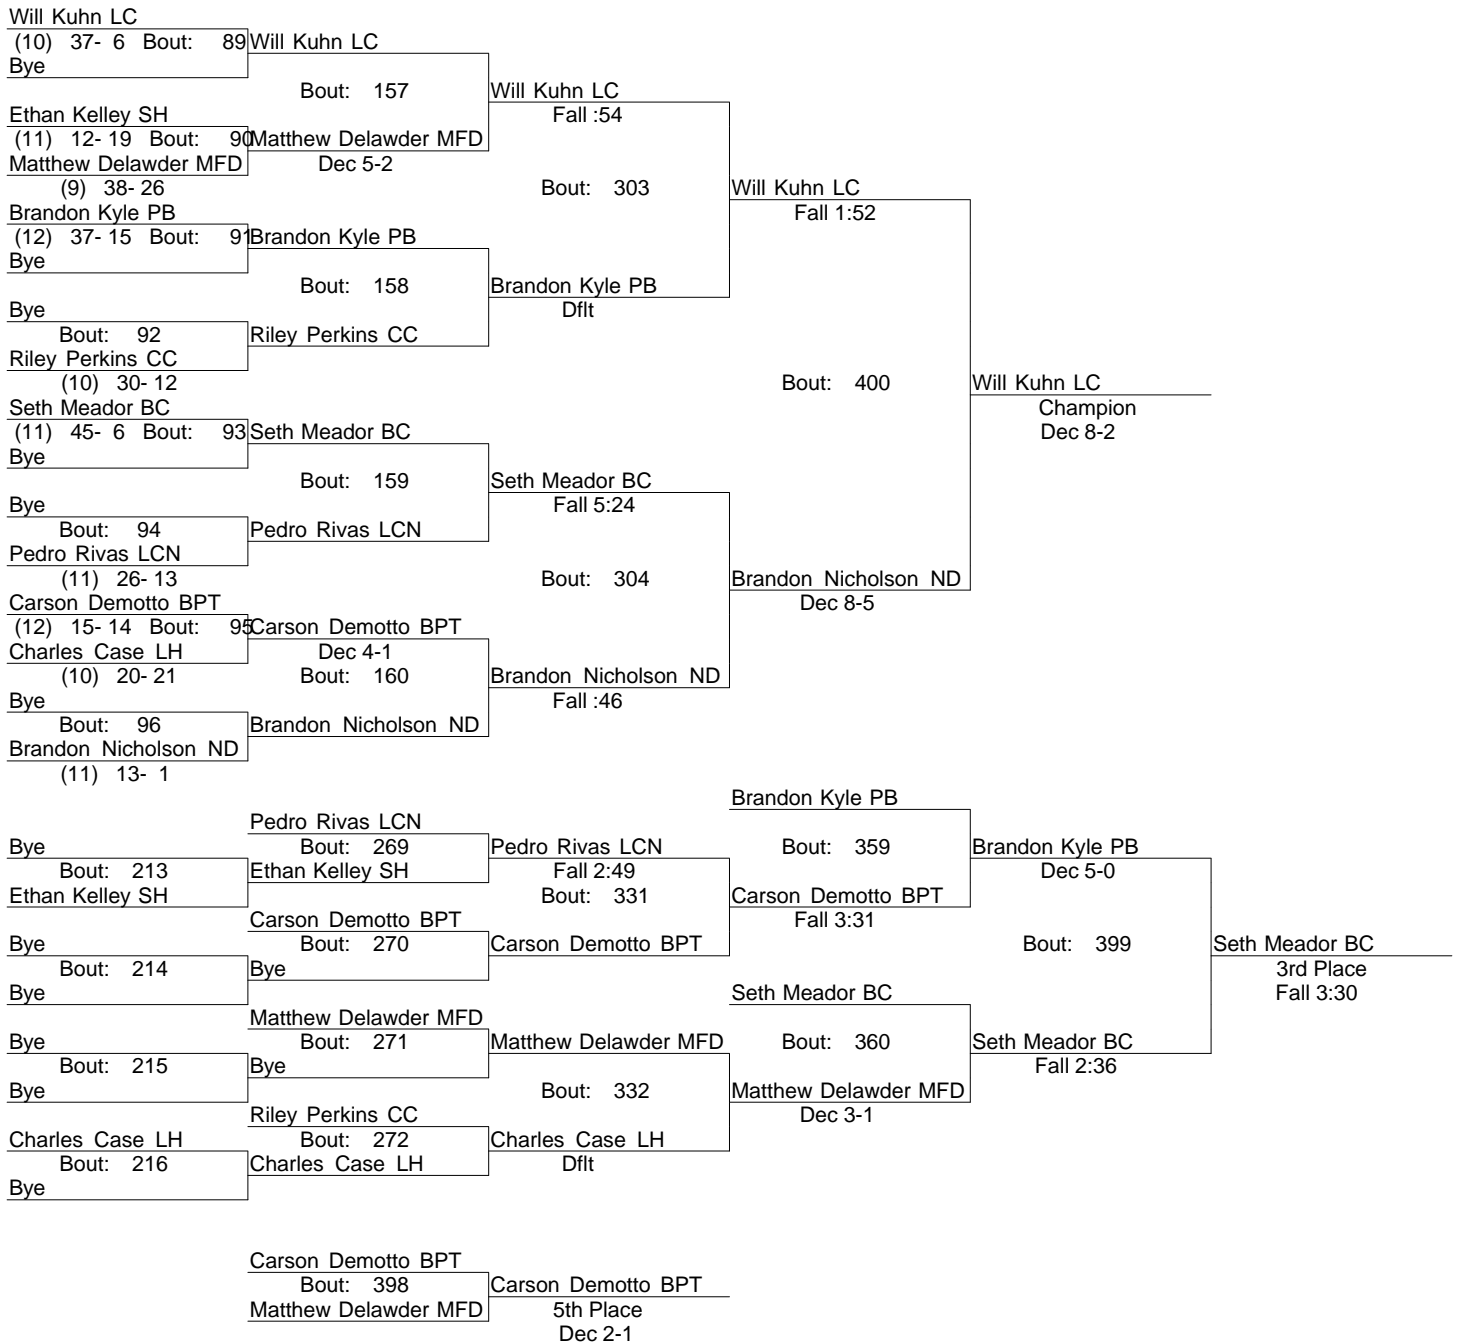 Will Kuhn LC
(10) 37- 6 Bout: 89 Will Kuhn LC
Bye
Bout: 157 Will Kuhn LC
Ethan Kelley SH Fall :54
(11) 12- 19 Bout: 90 Matthew Delawder MFD
Matthew Delawder MFD Dec 5-2
(9) 38- 26 Bout: 303 Will Kuhn LC
Brandon Kyle PB Fall 1:52
(12) 37- 15 Bout: 91 Brandon Kyle PB
Bye
Bout: 158 Brandon Kyle PB
Bye Dflt
Bout: 92 Riley Perkins CC
Riley Perkins CC
(10) 30- 12 Bout: 400 Will Kuhn LC
Seth Meador BC Champion
(11) 45- 6 Bout: 93 Seth Meador BC Dec 8-2
Bye
Bout: 159 Seth Meador BC
Bye Fall 5:24
Bout: 94 Pedro Rivas LCN
Pedro Rivas LCN
(11) 26- 13 Bout: 304 Brandon Nicholson ND
Carson Demotto BPT Dec 8-5
(12) 15- 14 Bout: 95 Carson Demotto BPT
Charles Case LH Dec 4-1
(10) 20- 21 Bout: 160 Brandon Nicholson ND
Bye Fall :46
Bout: 96 Brandon Nicholson ND
Brandon Nicholson ND
(11) 13- 1
Brandon Kyle PB
Pedro Rivas LCN
Bye Bout: 269 Pedro Rivas LCN Bout: 359 Brandon Kyle PB
Bout: 213 Ethan Kelley SH Fall 2:49 Dec 5-0
Ethan Kelley SH Bout: 331 Carson Demotto BPT
Carson Demotto BPT Fall 3:31
Bye Bout: 270 Carson Demotto BPT Bout: 399 Seth Meador BC
Bout: 214 Bye 3rd Place
Bye Seth Meador BC Fall 3:30
Matthew Delawder MFD
Bye Bout: 271 Matthew Delawder MFD Bout: 360 Seth Meador BC
Bout: 215 Bye Fall 2:36
Bye Bout: 332 Matthew Delawder MFD
Riley Perkins CC Dec 3-1
Charles Case LH Bout: 272 Charles Case LH
Bout: 216 Charles Case LH Dflt
Bye
Carson Demotto BPT
Bout: 398 Carson Demotto BPT
Matthew Delawder MFD 5th Place
Dec 2-1